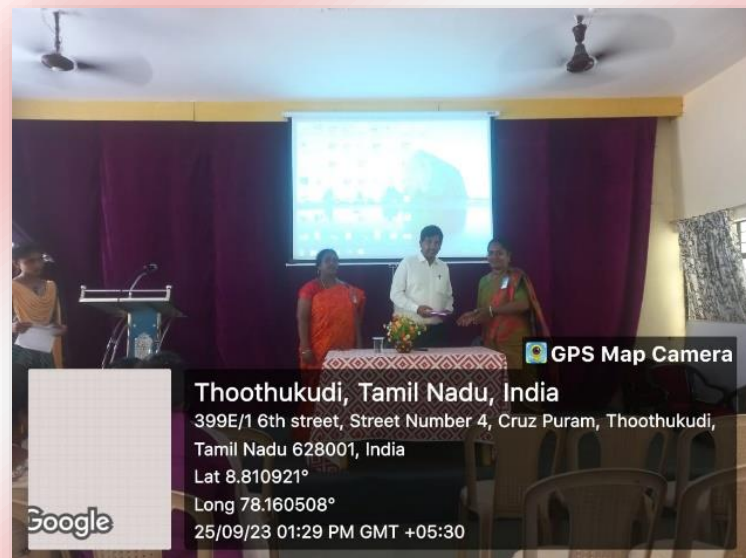 GPS Map Camera
Thoothukudi, Tamil Nadu, India
399E/1 6th street, Street Number 4, Cruz Puram, Thoothukudi,
Tamil Nadu 628001, India
Lat 8.810921°
Long 78.160508°
25/09/23 01:29 PM GMT +05:30
Google